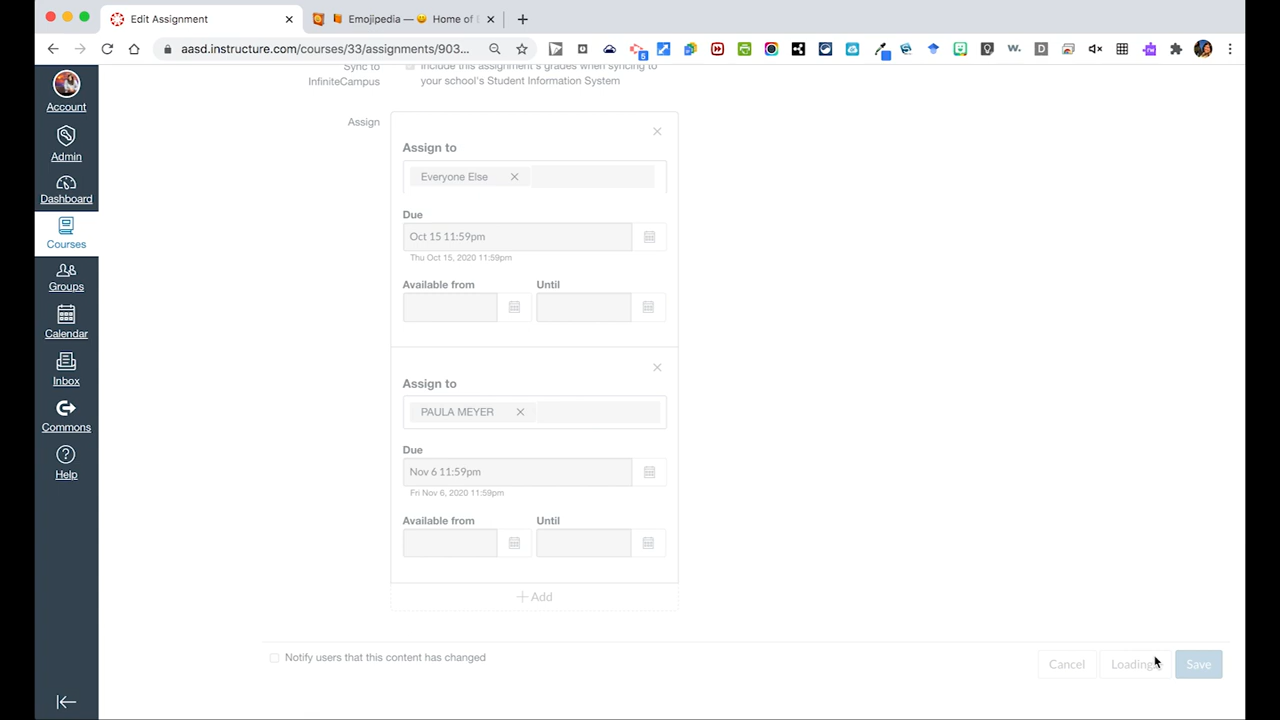 Edit Assignment
Emojipedia — 😀 Home of
aasd.instructure.com/courses/33/assignments/903...
5
W.
D
Account
Admin
Dashboard
Courses
Groups
Calendar
Inbox
Commons
Help
Sync to
InfiniteCampus
Include this assignment's grades when syncing to
your school's Student Information System
Assign
Assign to
Everyone Else
Due
Oct 15 11:59pm
Thu Oct 15, 2020 11:59pm
Available from
Until
Assign to
PAULA MEYER
Due
Nov 6 11:59pm
Fri Nov 6, 2020 11:59pm
Available from
Until
+ Add
Notify users that this content has changed
Cancel
Loading
Save